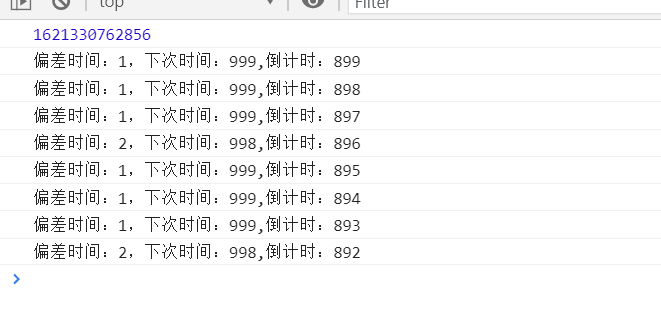 top
Filter
1621330762856
偏差时间：1，下次时间：999,倒计时：899
偏差时间：1，下次时间：999,倒计时：898
偏差时间：1，下次时间：999,倒计时：897
偏差时间：2，下次时间：998,倒计时：896
偏差时间：1，下次时间：999,倒计时：895
偏差时间：1，下次时间：999,倒计时：894
偏差时间：1，下次时间：999,倒计时：893
偏差时间：2，下次时间：998,倒计时：892